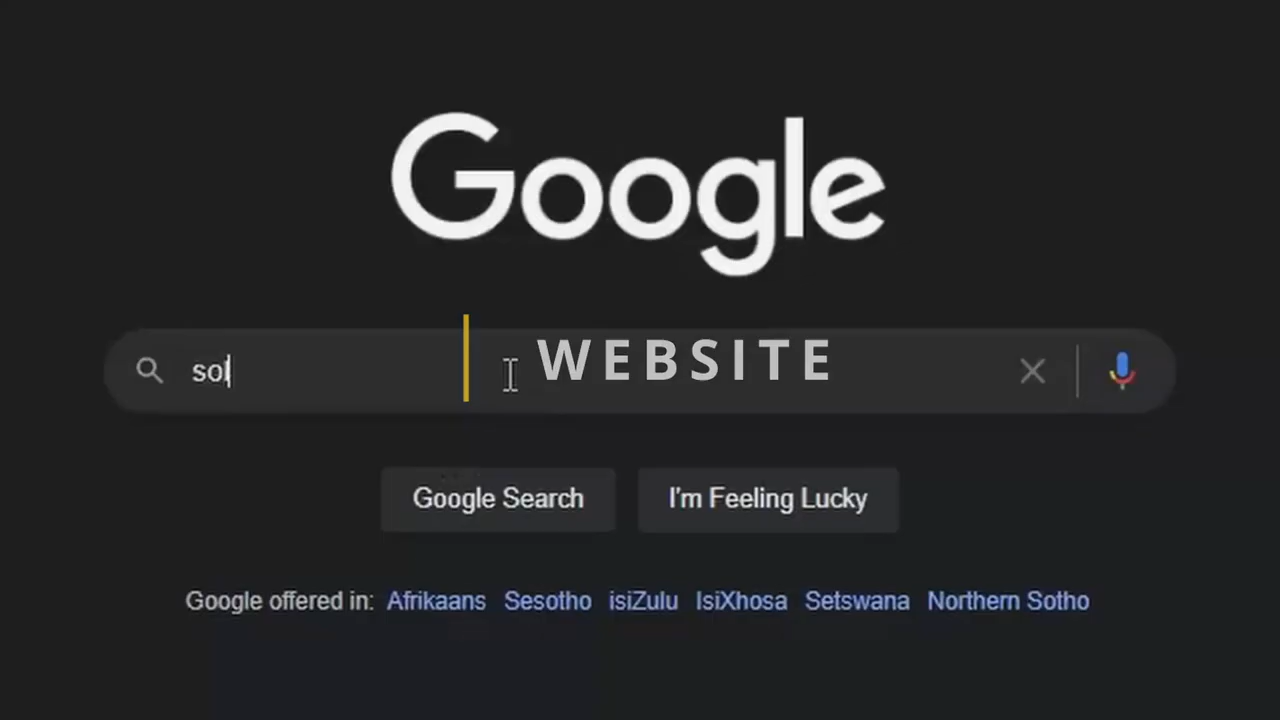 Google
sol
WEBSITE
Google Search I'm Feeling Lucky
Google offered in: Afrikaans Sesotho isiZulu IsiXhosa Setswana Northern Sotho